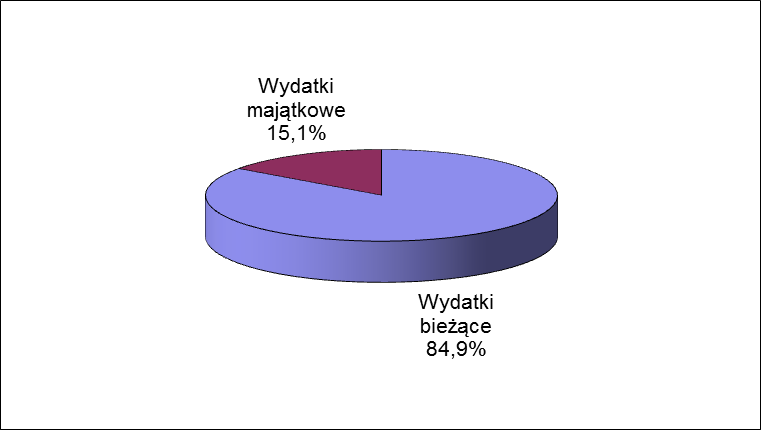 Wydatki
majątkowe
15,1%
Wydatki
bieżące
84,9%